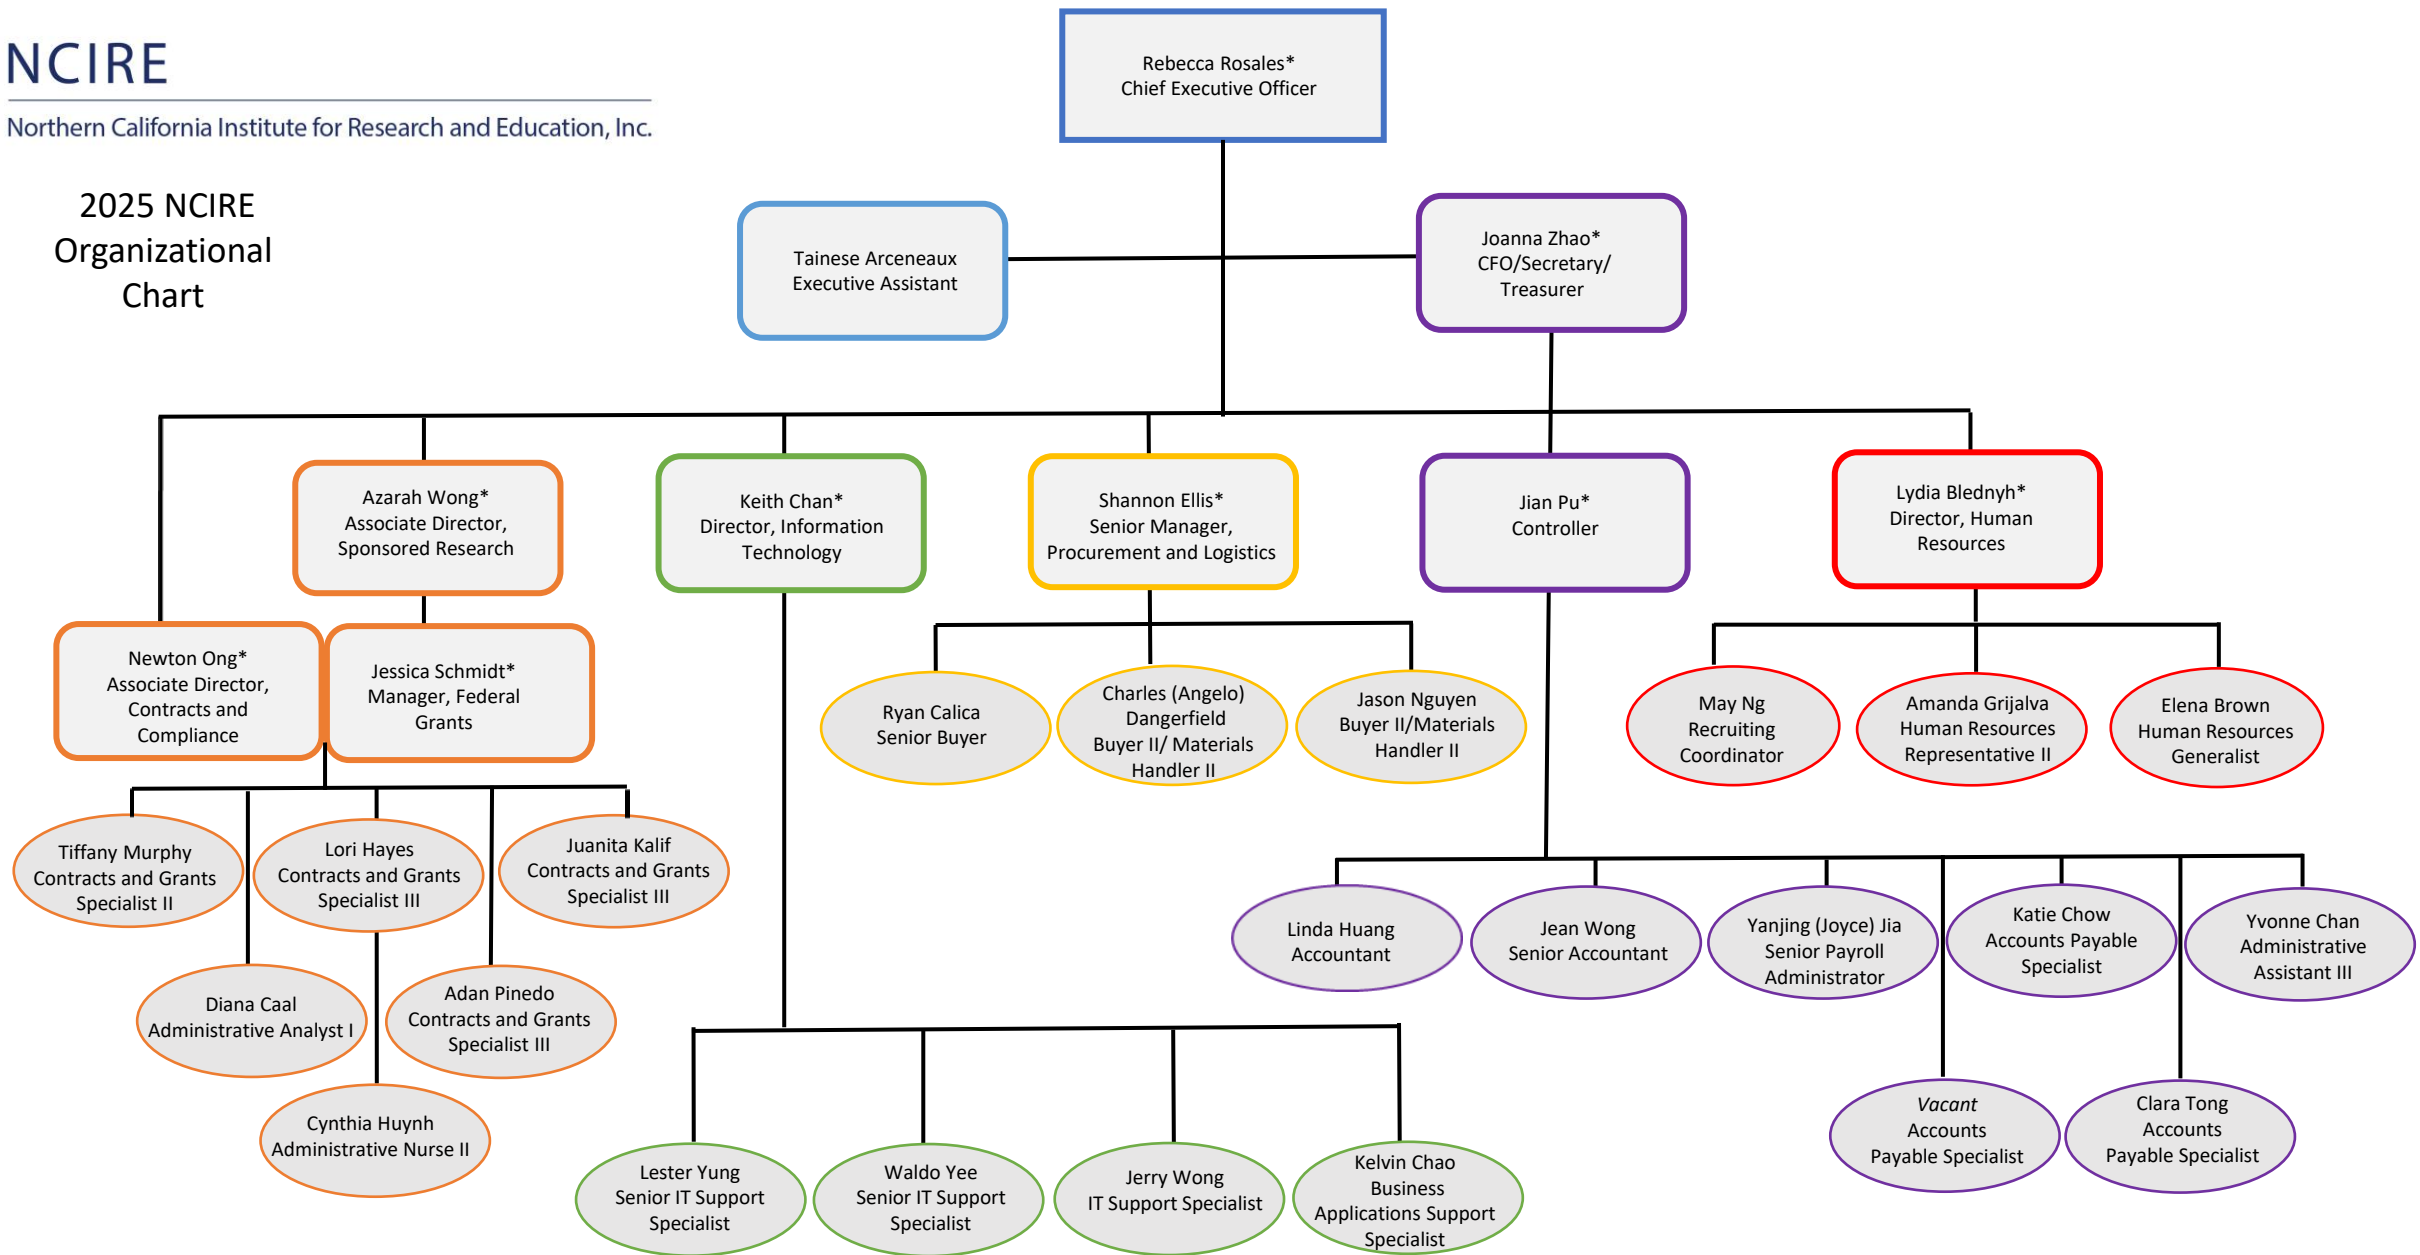 NCIRE
Northern California Institute for Research and Education, Inc.
2025 NCIRE
Organizational
Chart
Rebecca Rosales*
Chief Executive Officer
Tainese Arceneaux
Executive Assistant
Joanna Zhao*
CFO/Secretary/
Treasurer
Azarah Wong*
Associate Director,
Sponsored Research
Keith Chan*
Director, Information
Technology
Shannon Ellis*
Senior Manager,
Procurement and Logistics
Jian Pu*
Controller
Lydia Blednyh*
Director, Human
Resources
Newton Ong*
Associate Director,
Contracts and
Compliance
Jessica Schmidt*
Manager, Federal
Grants
Ryan Calica
Senior Buyer
Charles (Angelo)
Dangerfield
Buyer II/ Materials
Handler II
Jason Nguyen
Buyer II/Materials
Handler II
May Ng
Recruiting
Coordinator
Amanda Grijalva
Human Resources
Representative II
Elena Brown
Human Resources
Generalist
Tiffany Murphy
Contracts and Grants
Specialist II
Lori Hayes
Contracts and Grants
Specialist III
Juanita Kalif
Contracts and Grants
Specialist III
Linda Huang
Accountant
Jean Wong
Senior Accountant
Yanjing (Joyce) Jia
Senior Payroll
Administrator
Katie Chow
Accounts Payable
Specialist
Yvonne Chan
Administrative
Assistant III
Diana Caal
Administrative Analyst I
Adan Pinedo
Contracts and Grants
Specialist III
Cynthia Huynh
Administrative Nurse II
Vacant
Accounts
Payable Specialist
Clara Tong
Accounts
Payable Specialist
Lester Yung
Senior IT Support
Specialist
Waldo Yee
Senior IT Support
Specialist
Jerry Wong
IT Support Specialist
Kelvin Chao
Business
Applications Support
Specialist